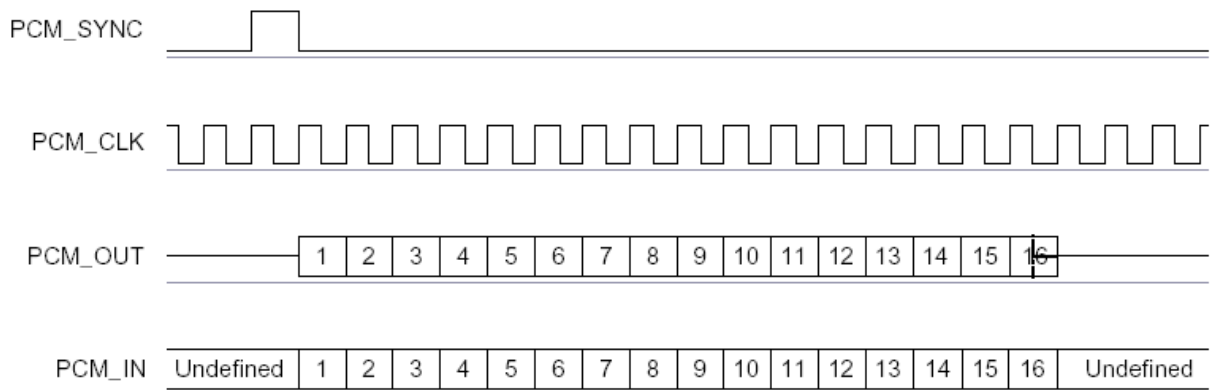 PCM_SYNC
PCM_CLK
PCM_OUT 1 2 3 4 5 6 7 8 9 10 11 12 13 14 15 16
PCM_IN Undefined 1 2 3 4 5 6 7 8 9 10 11 12 13 14 15 16 Undefined